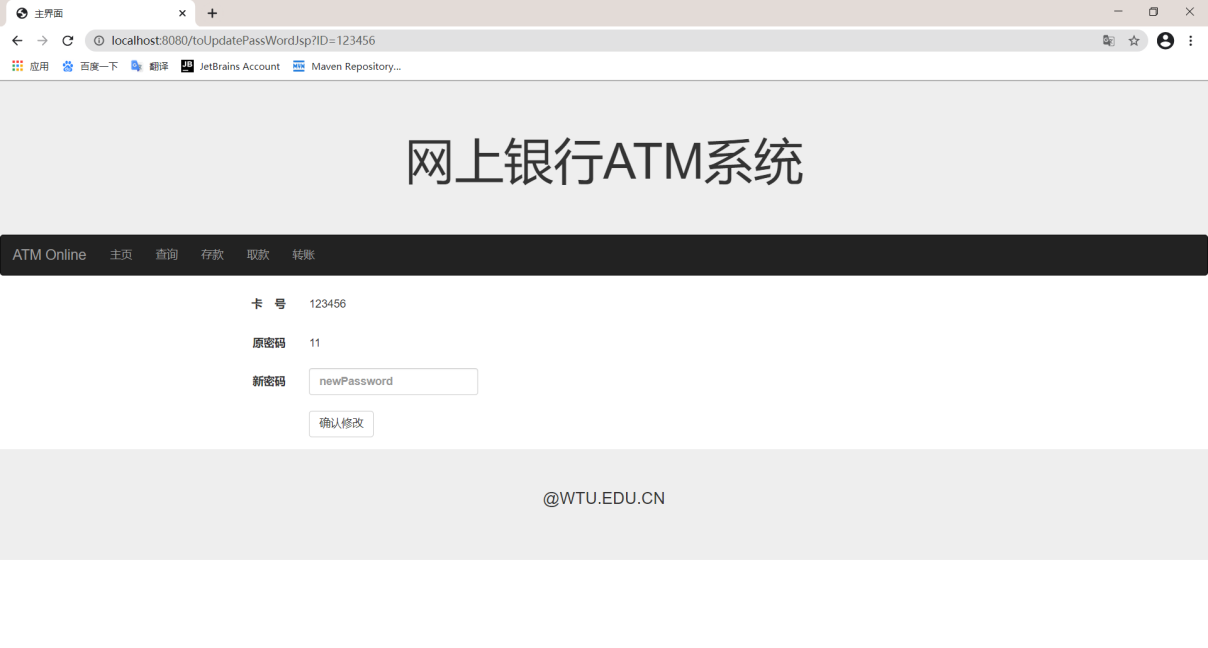 主界面
localhost:8080/toUpdatePassWordJsp?ID=123456
应用 百度一下 翻译 JetBrains Account Maven Repository...
网上银行ATM系统
ATM Online 主页 查询 存款 取款 转账
卡 号 123456
原密码 11
新密码 newPassword
确认修改
@WTU.EDU.CN